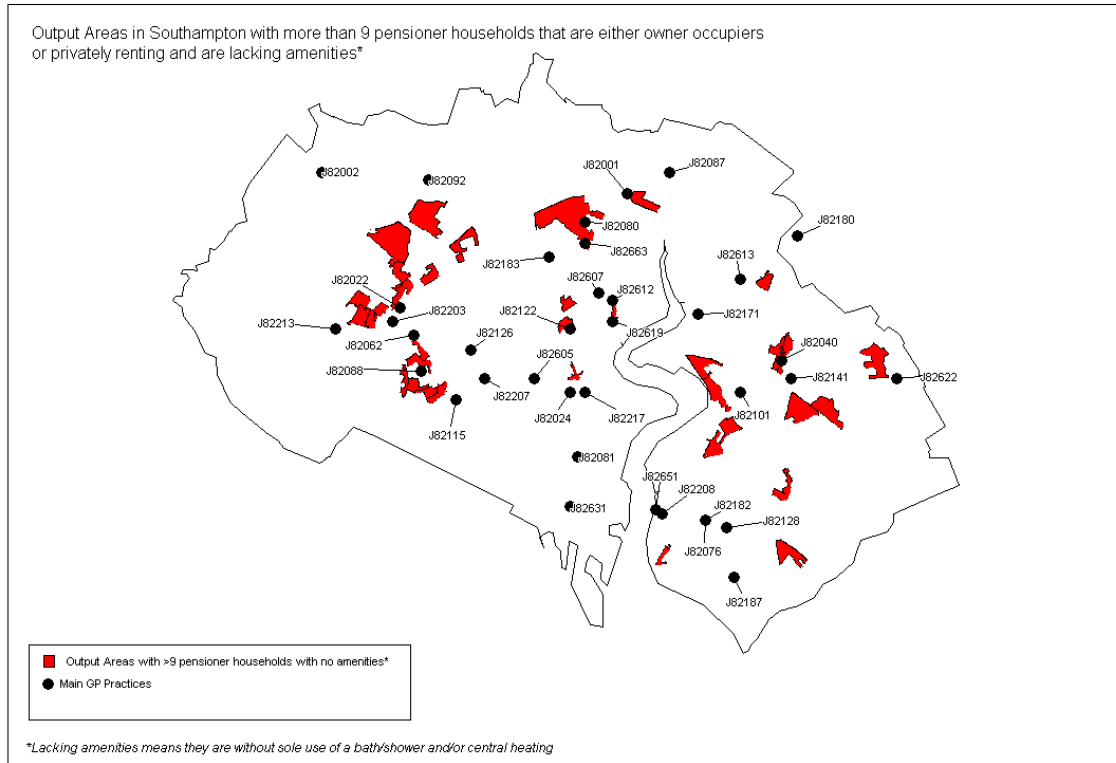 Output Areas in Southampton with more than 9 pensioner households that are either owner occupiers
or privately renting and are lacking amenities*
J82002
J82092
J82001
J82087
J82080
J82180
J82663
J82183
J82613
J82022
J82607
J82612
J82203
J82122
J82171
J82213
J82126
J82619
J82062
J82605
J82040
J82088
J82141
J82622
J82207
J82024
J82217
J82101
J82115
J82081
J82651
J82208
J82631
J82182
J82128
J82076
J82187
Output Areas with >9 pensioner households with no amenities*
Main GP Practices
*Lacking amenities means they are without sole use of a bath/shower and/or central heating